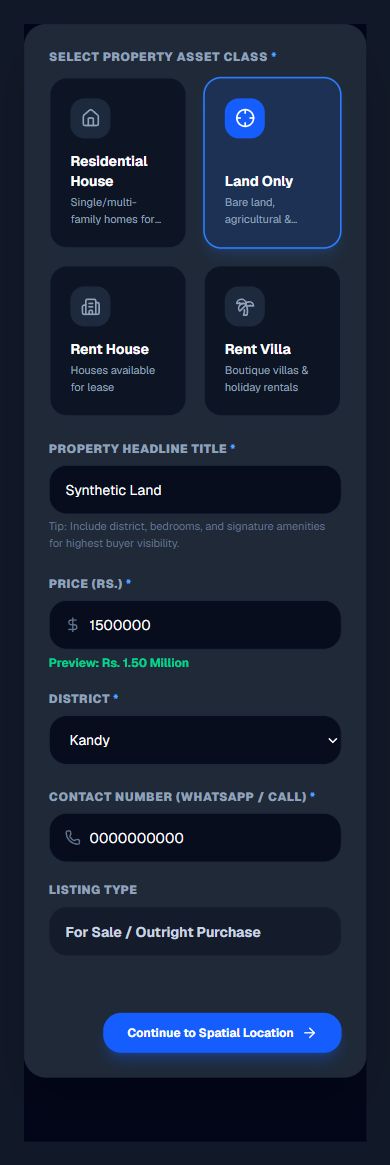 SELECT PROPERTY ASSET CLASS *
Residential
House
Single/multi-
family homes for...
Land Only
Bare land,
agricultural &...
Rent House
Houses available
for lease
Rent Villa
Boutique villas &
holiday rentals
PROPERTY HEADLINE TITLE *
Synthetic Land
Tip: Include district, bedrooms, and signature amenities
for highest buyer visibility.
PRICE (RS.) *
$ 1500000
Preview: Rs. 1.50 Million
DISTRICT *
Kandy
CONTACT NUMBER (WHATSAPP / CALL) *
0000000000
LISTING TYPE
For Sale / Outright Purchase
Continue to Spatial Location →